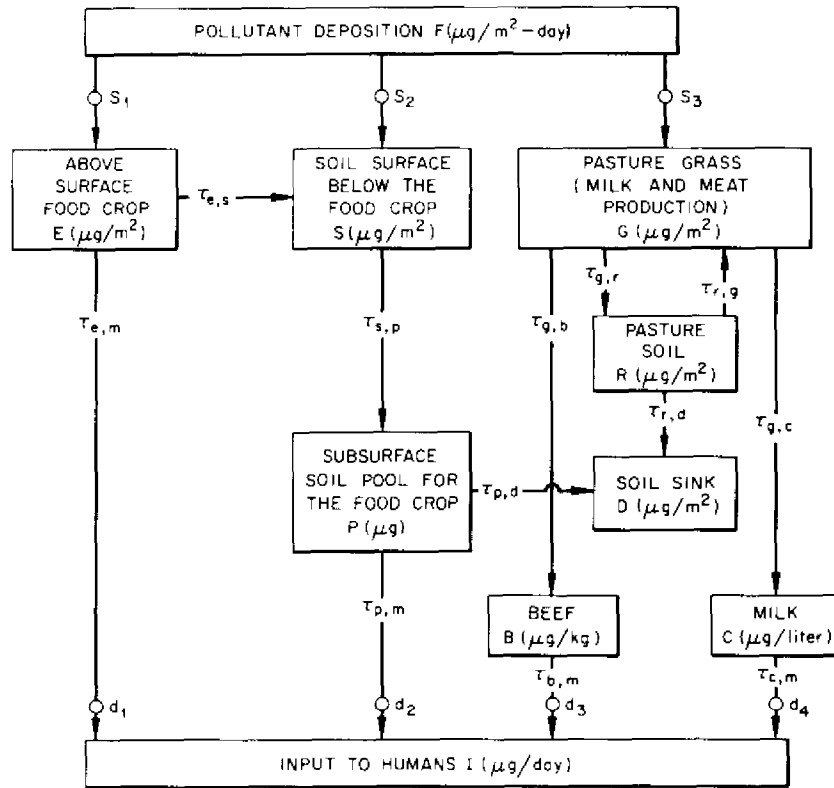 POLLUTANT DEPOSITION F(μg/m²-day)
S₁
S₂
S₃
ABOVE
SURFACE
FOOD CROP
E (μg/m²)
τe,s
SOIL SURFACE
BELOW THE
FOOD CROP
S(μg/m²)
PASTURE GRASS
(MILK AND MEAT
PRODUCTION)
G (μg/m²)
τe,m
τs,p
τg,b
τg,r
τr,g
PASTURE
SOIL
R (μg/m²)
τr,d
τg,c
SUBSURFACE
SOIL POOL FOR
THE FOOD CROP
P(μg)
τp,d
SOIL SINK
D (μg/m²)
τp,m
BEEF
B (μg/kg)
MILK
C (μg/liter)
τb,m
τc,m
d₁
d₂
d₃
d₄
INPUT TO HUMANS I (μg/day)